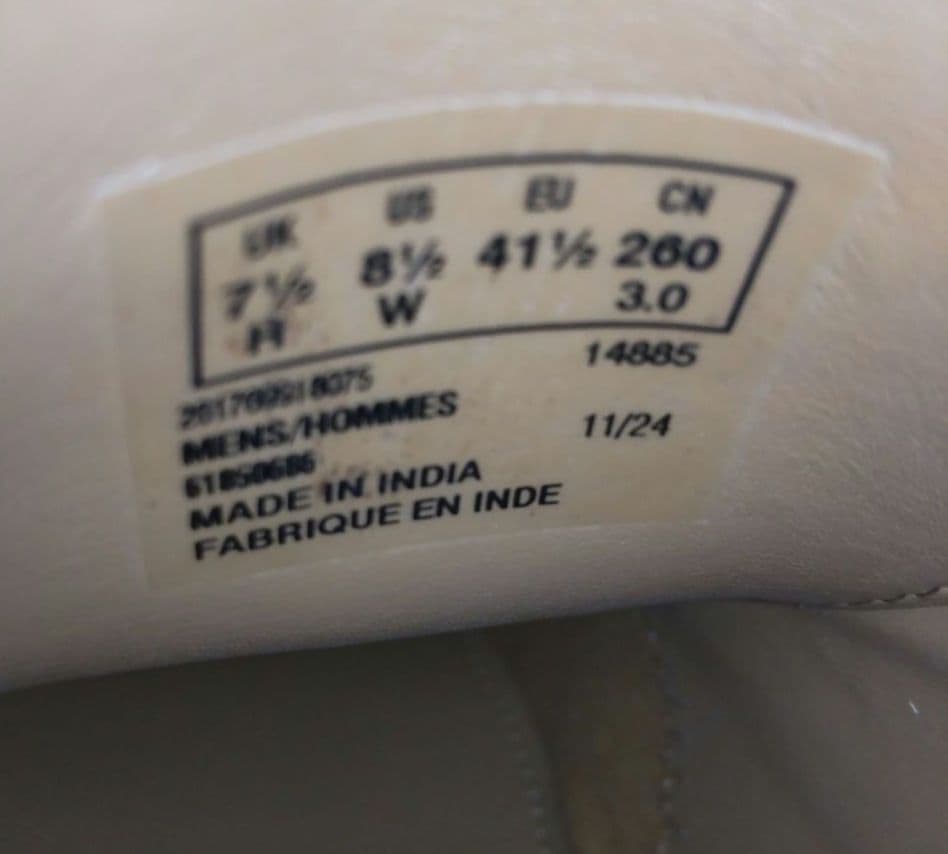 UK US EU CN
7½ 8½ 41½ 260
H W 3.0
14885
MENS/HOMMES
11/24
MADE IN INDIA
FABRIQUE EN INDE